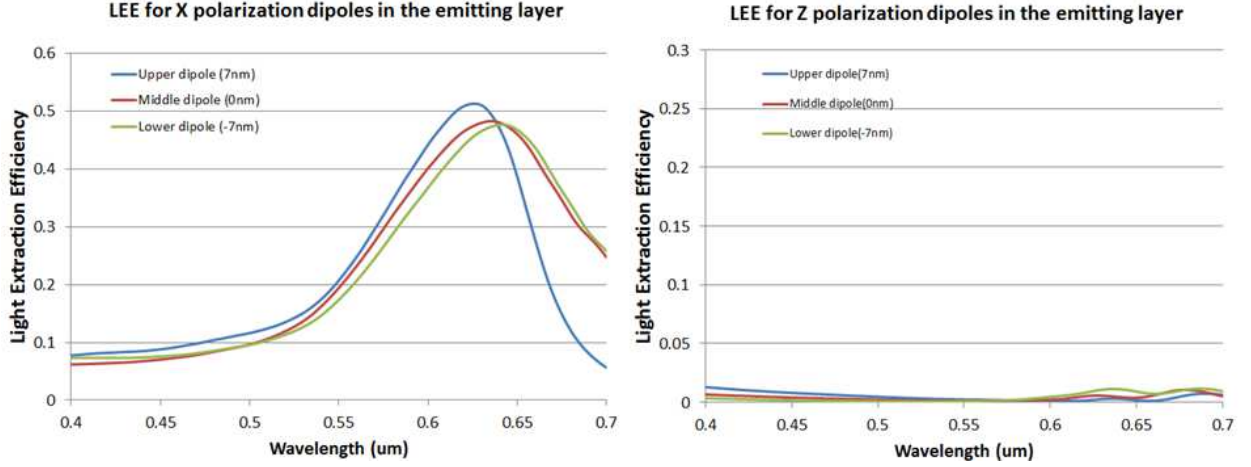 LEE for X polarization dipoles in the emitting layer
Light Extraction Efficiency
0.6
0.5
0.4
0.3
0.2
0.1
0
Upper dipole (7nm)
Middle dipole (0nm)
Lower dipole (-7nm)
0.4 0.45 0.5 0.55 0.6 0.65 0.7
Wavelength (um)
LEE for Z polarization dipoles in the emitting layer
Light Extraction Efficiency
0.3
0.25
0.2
0.15
0.1
0.05
0
Upper dipole(7nm)
Middle dipole(0nm)
Lower dipole(-7nm)
0.4 0.45 0.5 0.55 0.6 0.65 0.7
Wavelength (um)